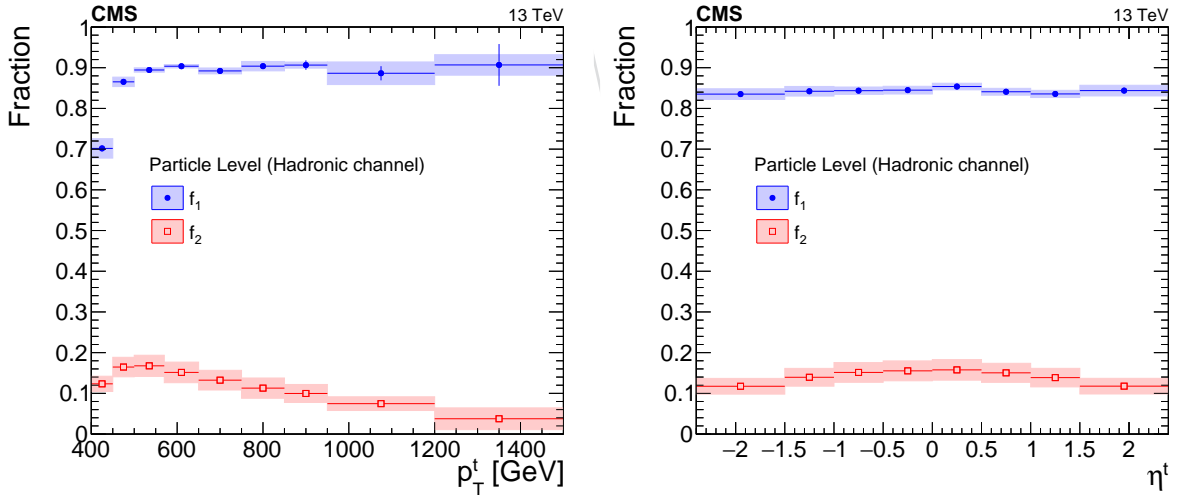 CMS 13 TeV
Fraction
1
0.9
0.8
0.7
0.6
0.5
0.4
0.3
0.2
0.1
0
Particle Level (Hadronic channel)
f1
f2
400 600 800 1000 1200 1400
p_T^t [GeV]
CMS 13 TeV
Fraction
1
0.9
0.8
0.7
0.6
0.5
0.4
0.3
0.2
0.1
0
Particle Level (Hadronic channel)
f1
f2
−2 −1.5 −1 −0.5 0 0.5 1 1.5 2
η^t